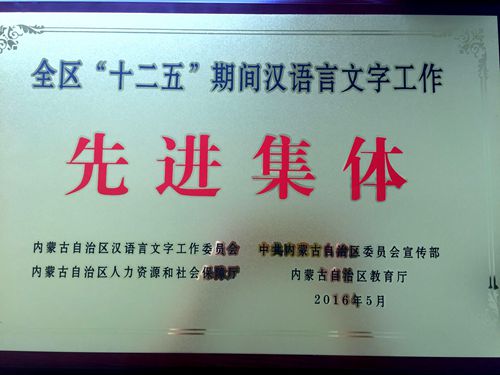 全区“十二五”期间汉语言文字工作
先进集体
内蒙古自治区汉语言文字工作委员会
中共内蒙古自治区委员会宣传部
内蒙古自治区人力资源和社会保障厅
内蒙古自治区教育厅
2016年5月